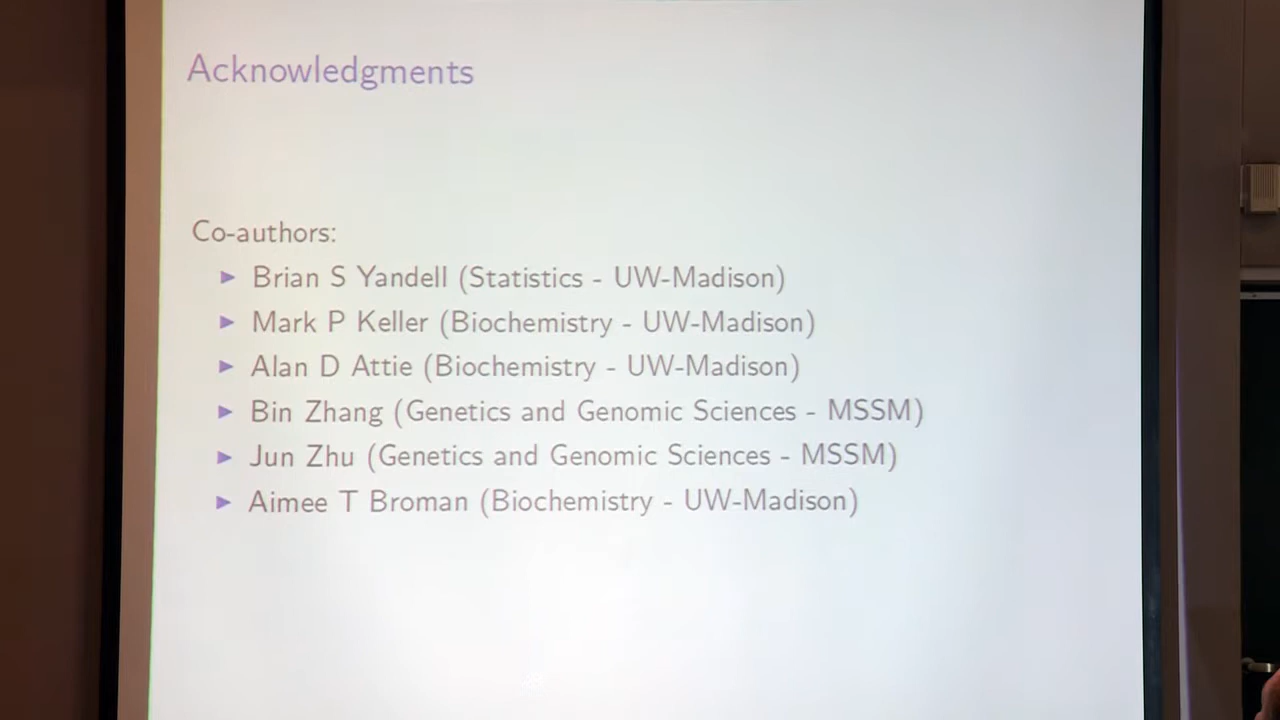 Acknowledgments
Co-authors:
▶ Brian S Yandell (Statistics - UW-Madison)
▶ Mark P Keller (Biochemistry - UW-Madison)
▶ Alan D Attie (Biochemistry - UW-Madison)
▶ Bin Zhang (Genetics and Genomic Sciences - MSSM)
▶ Jun Zhu (Genetics and Genomic Sciences - MSSM)
▶ Aimee T Broman (Biochemistry - UW-Madison)